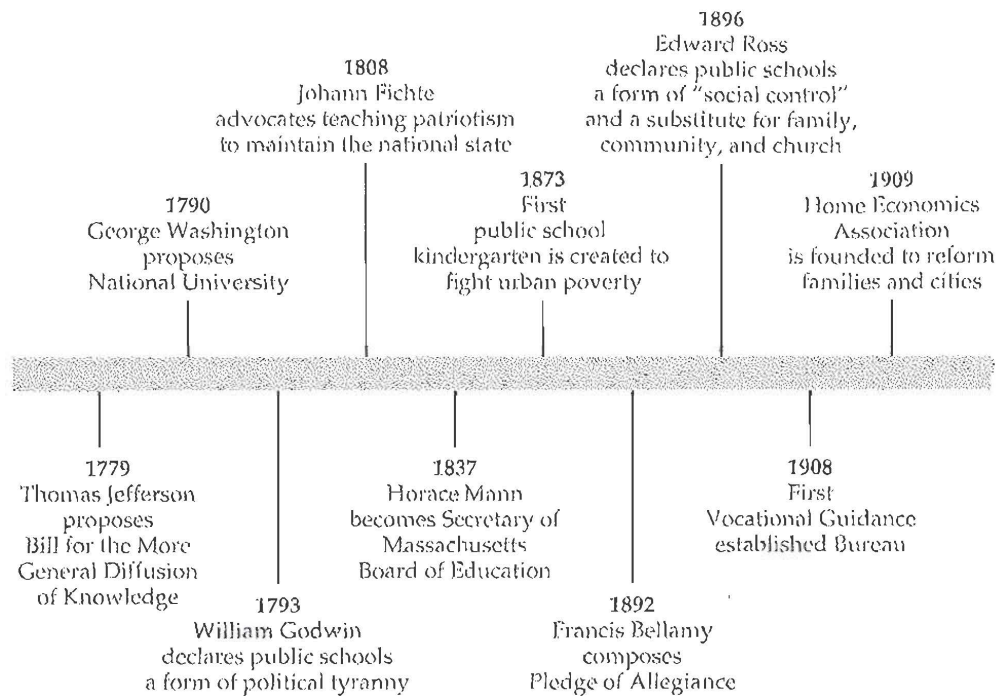 1896
Edward Ross
declares public schools
a form of "social control"
and a substitute for family,
community, and church
1808
Johann Fichte
advocates teaching patriotism
to maintain the national state
1873
First
public school
kindergarten is created to
fight urban poverty
1909
Home Economics
Association
is founded to reform
families and cities
1790
George Washington
proposes
National University
1779
Thomas Jefferson
proposes
Bill for the More
General Diffusion
of Knowledge
1793
William Godwin
declares public schools
a form of political tyranny
1837
Horace Mann
becomes Secretary of
Massachusetts
Board of Education
1892
Francis Bellamy
composes
Pledge of Allegiance
1908
First
Vocational Guidance
established Bureau